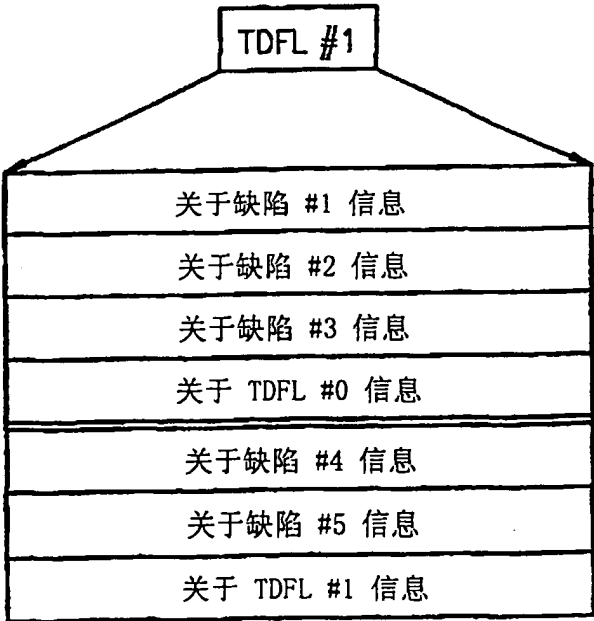 TDFL #1
关于缺陷 #1 信息
关于缺陷 #2 信息
关于缺陷 #3 信息
关于 TDFL #0 信息
关于缺陷 #4 信息
关于缺陷 #5 信息
关于 TDFL #1 信息